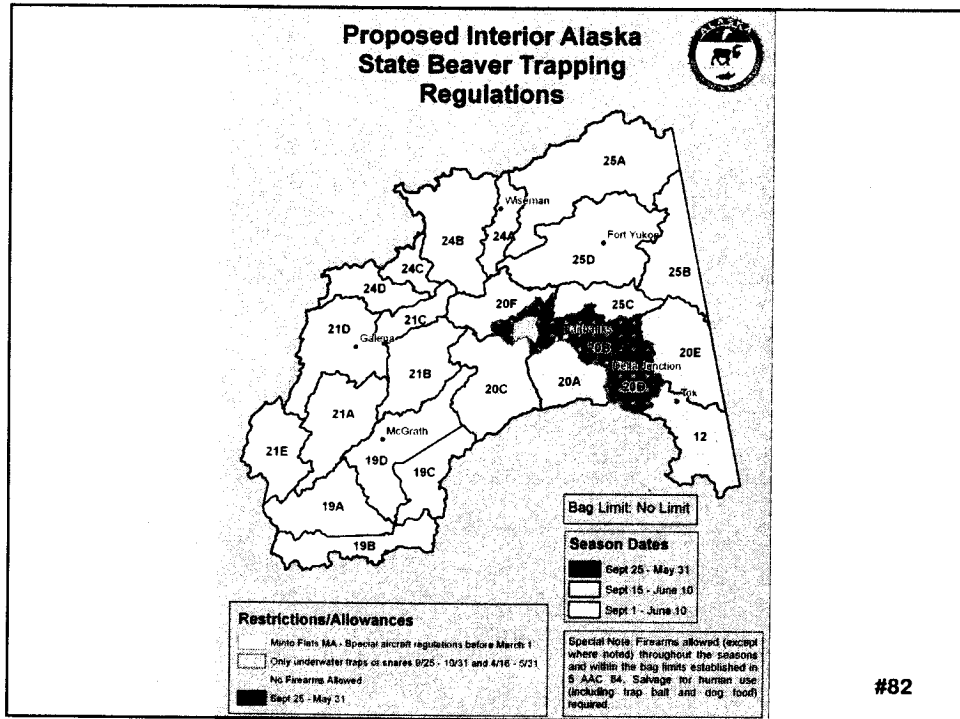 Proposed Interior Alaska
State Beaver Trapping
Regulations
ALASKA
25A
Wiseman
24B
24A
Fort Yukon
25D
24C
25B
24D
20F
25C
21C
21D
Fairbanks
Galena
20B
20E
Delta Junction
21B
20C
20A
20D
Tok
21A
McGrath
12
21E
19D
19C
19A
19B
Bag Limit: No Limit
Season Dates
Sept 25 - May 31
Sept 15 - June 10
Sept 1 - June 10
Restrictions/Allowances
Minto Flats MA - Special aircraft regulations before March 1
Only underwater traps or snares 9/25 - 10/31 and 4/16 - 5/31
No Firearms Allowed
Sept 25 - May 31
Special Note: Firearms allowed (except
where noted) throughout the seasons
and within the bag limits established in
5 AAC 84. Salvage for human use
(including trap bait and dog food)
required.
#82